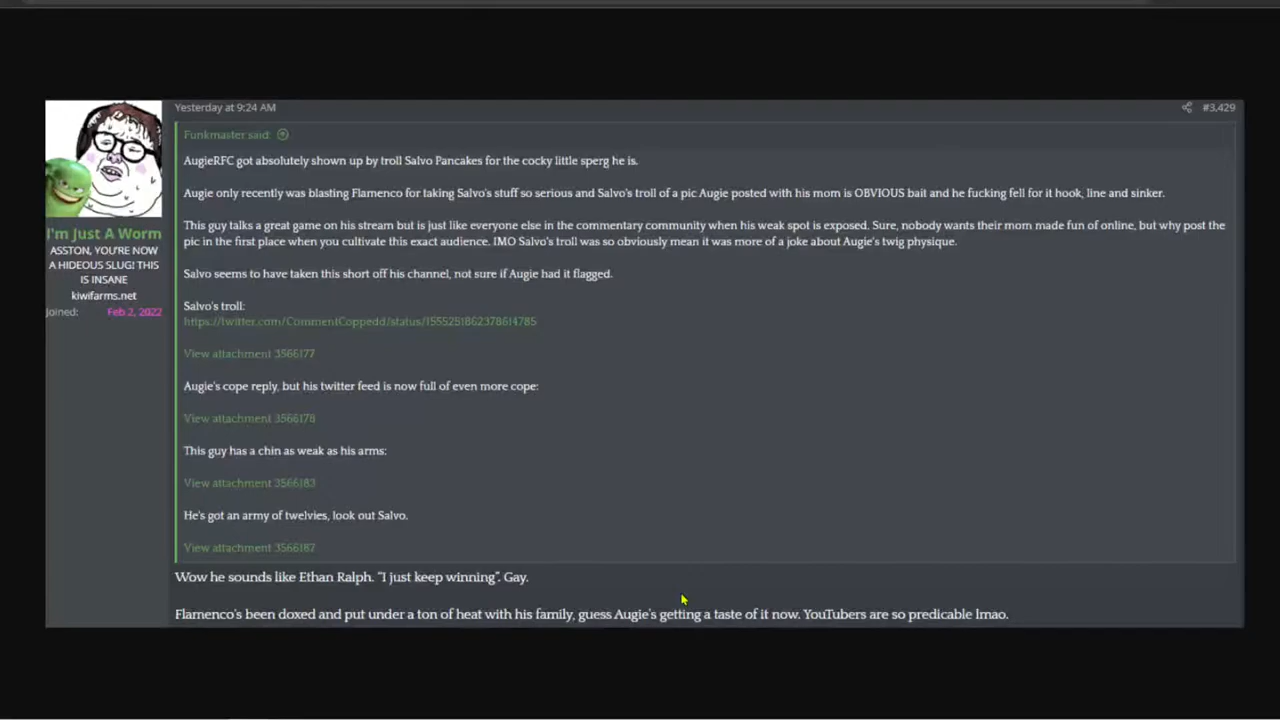 Yesterday at 9:24 AM
#3,429
Funkmaster said:
AugieRFC got absolutely shown up by troll Salvo Pancakes for the cocky little sperg he is.
Augie only recently was blasting Flamenco for taking Salvo's stuff so serious and Salvo's troll of a pic Augie posted with his mom is OBVIOUS bait and he fucking fell for it hook, line and sinker.
This guy talks a great game on his stream but is just like everyone else in the commentary community when his weak spot is exposed. Sure, nobody wants their mom made fun of online, but why post the
pic in the first place when you cultivate this exact audience. IMO Salvo's troll was so obviously mean it was more of a joke about Augie's twig physique.
Salvo seems to have taken this short off his channel, not sure if Augie had it flagged.
Salvo's troll:
https://twitter.com/CommentCoppedd/status/1555251862378614785
View attachment 3566177
Augie's cope reply, but his twitter feed is now full of even more cope:
View attachment 3566178
This guy has a chin as weak as his arms:
View attachment 3566183
He's got an army of twelvies, look out Salvo.
View attachment 3566187
Wow he sounds like Ethan Ralph. "I just keep winning". Gay.
Flamenco's been doxed and put under a ton of heat with his family, guess Augie's getting a taste of it now. YouTubers are so predicable lmao.
I'm Just A Worm
ASSTON, YOU'RE NOW
A HIDEOUS SLUG! THIS
IS INSANE
kiwifarms.net
Joined: Feb 2, 2022